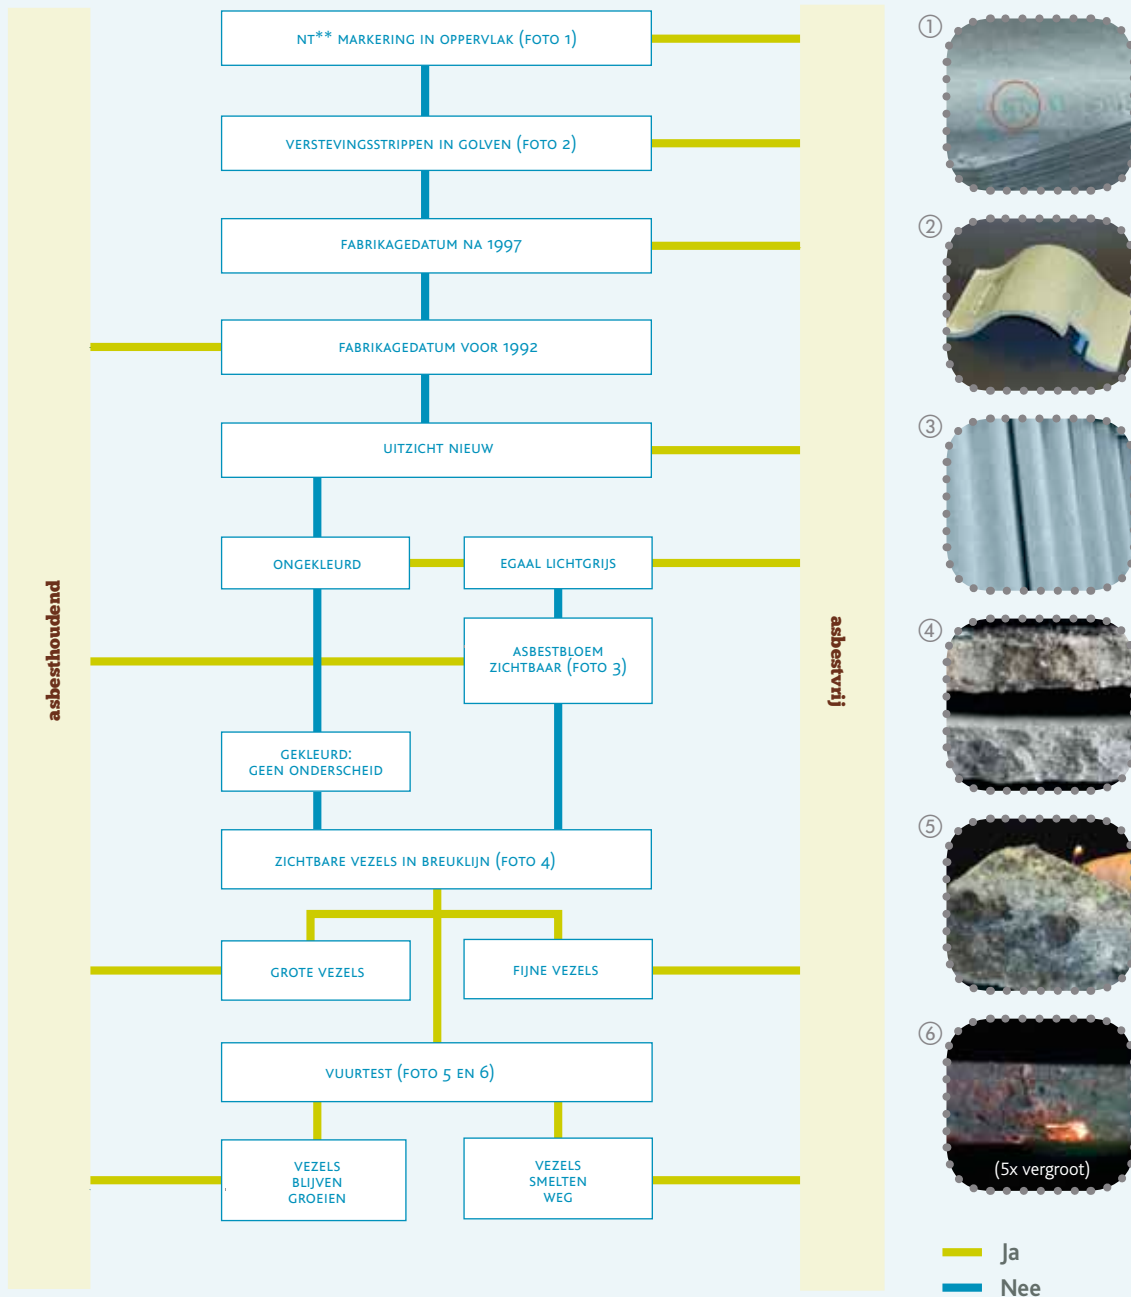 NT** MARKERING IN OPPERVLAK (FOTO 1)
VERSTEVINGSSTRIPPEN IN GOLVEN (FOTO 2)
FABRIKAGEDATUM NA 1997
FABRIKAGEDATUM VOOR 1992
UITZICHT NIEUW
ONGEKLEURD
EGAAL LICHTGRIJS
asbesthoudend
asbestvrij
ASBESTBLOEM
ZICHTBAAR (FOTO 3)
GEKLEURD:
GEEN ONDERSCHEID
ZICHTBARE VEZELS IN BREUKLIJN (FOTO 4)
GROTE VEZELS
FIJNE VEZELS
VUURTEST (FOTO 5 EN 6)
VEZELS
BLIJVEN
GROEIEN
VEZELS
SMELTEN
WEG
1
2
3
4
5
6
(5x vergroot)
Ja
Nee